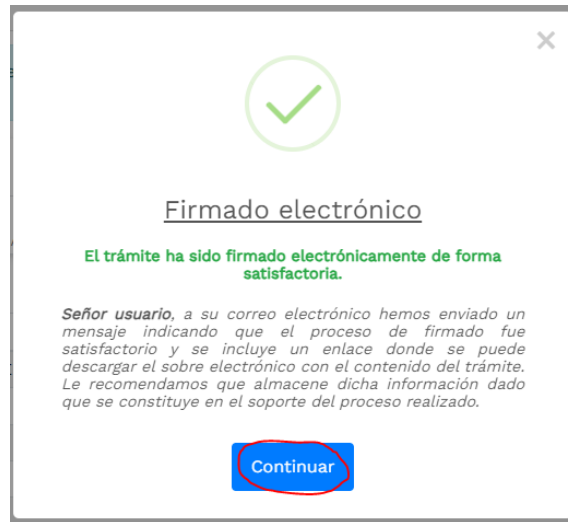 Firmado electrónico
El trámite ha sido firmado electrónicamente de forma
satisfactoria.
Señor usuario, a su correo electrónico hemos enviado un
mensaje indicando que el proceso de firmado fue
satisfactorio y se incluye un enlace donde se puede
descargar el sobre electrónico con el contenido del trámite.
Le recomendamos que almacene dicha información dado
que se constituye en el soporte del proceso realizado.
Continuar